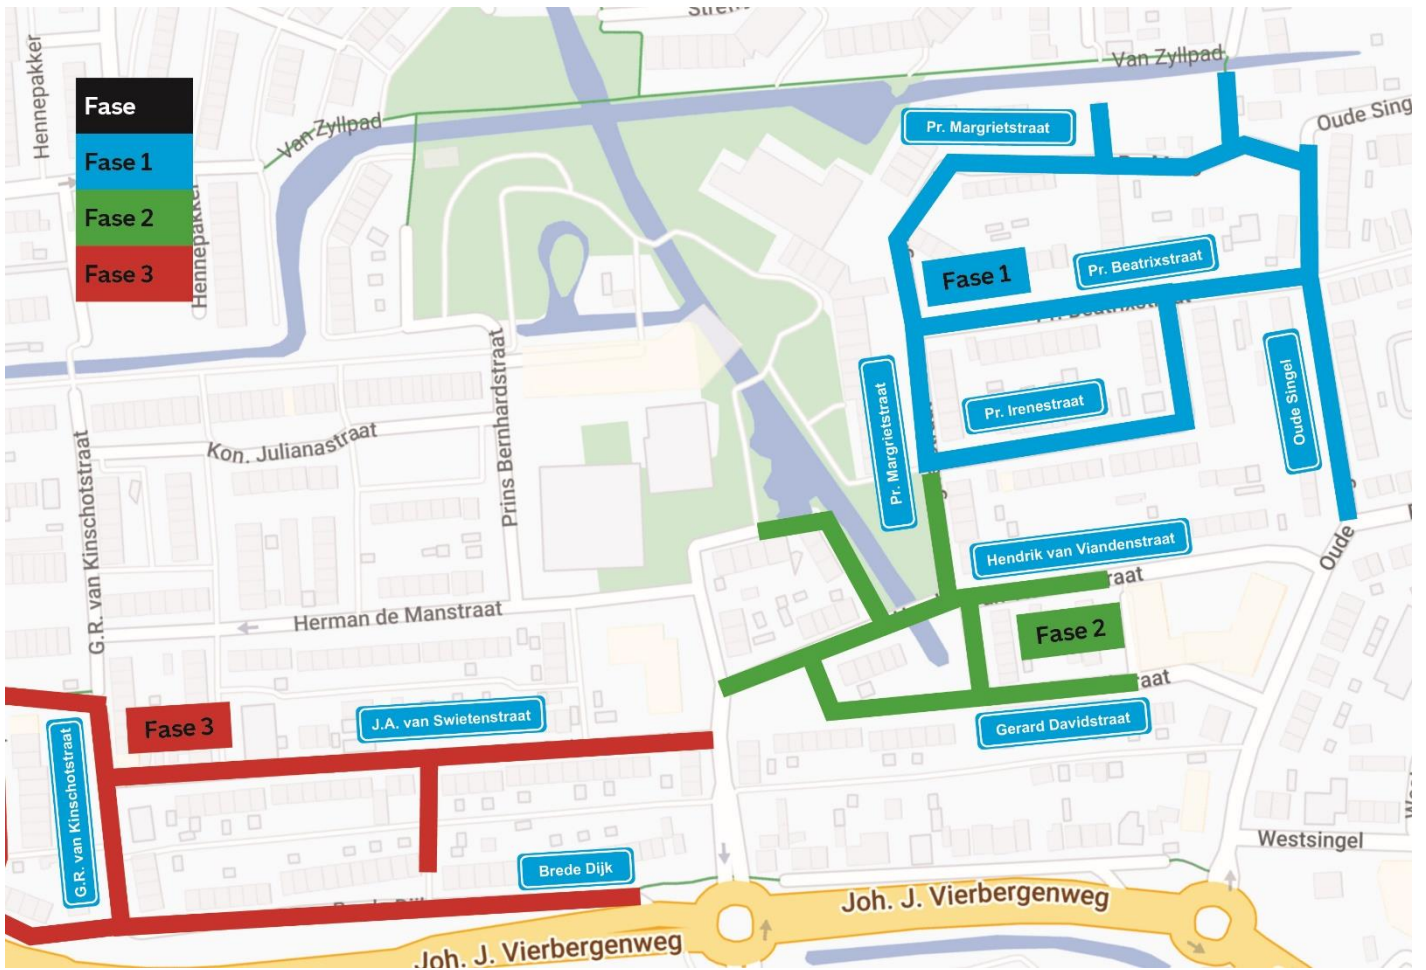 Hennepakker
Van Zyllpad
Van Zyllpad
Oude Sing
Fase
Fase 1
Fase 2
Fase 3
Hennepakker
Pr. Margrietstraat
Fase 1
Pr. Beatrixstraat
Pr. Irenestraat
Pr. Margrietstraat
Oude Singel
Oude
Kon. Julianastraat
Prins Bernhardstraat
G.R. van Kinschotstraat
Herman de Manstraat
Hendrik van Viandenstraat
raat
Fase 2
raat
Gerard Davidstraat
Fase 3
J.A. van Swietenstraat
G.R. van Kinschotstraat
Brede Dijk
Westsingel
Joh. J. Vierbergenweg
Joh. J. Vierbergenweg